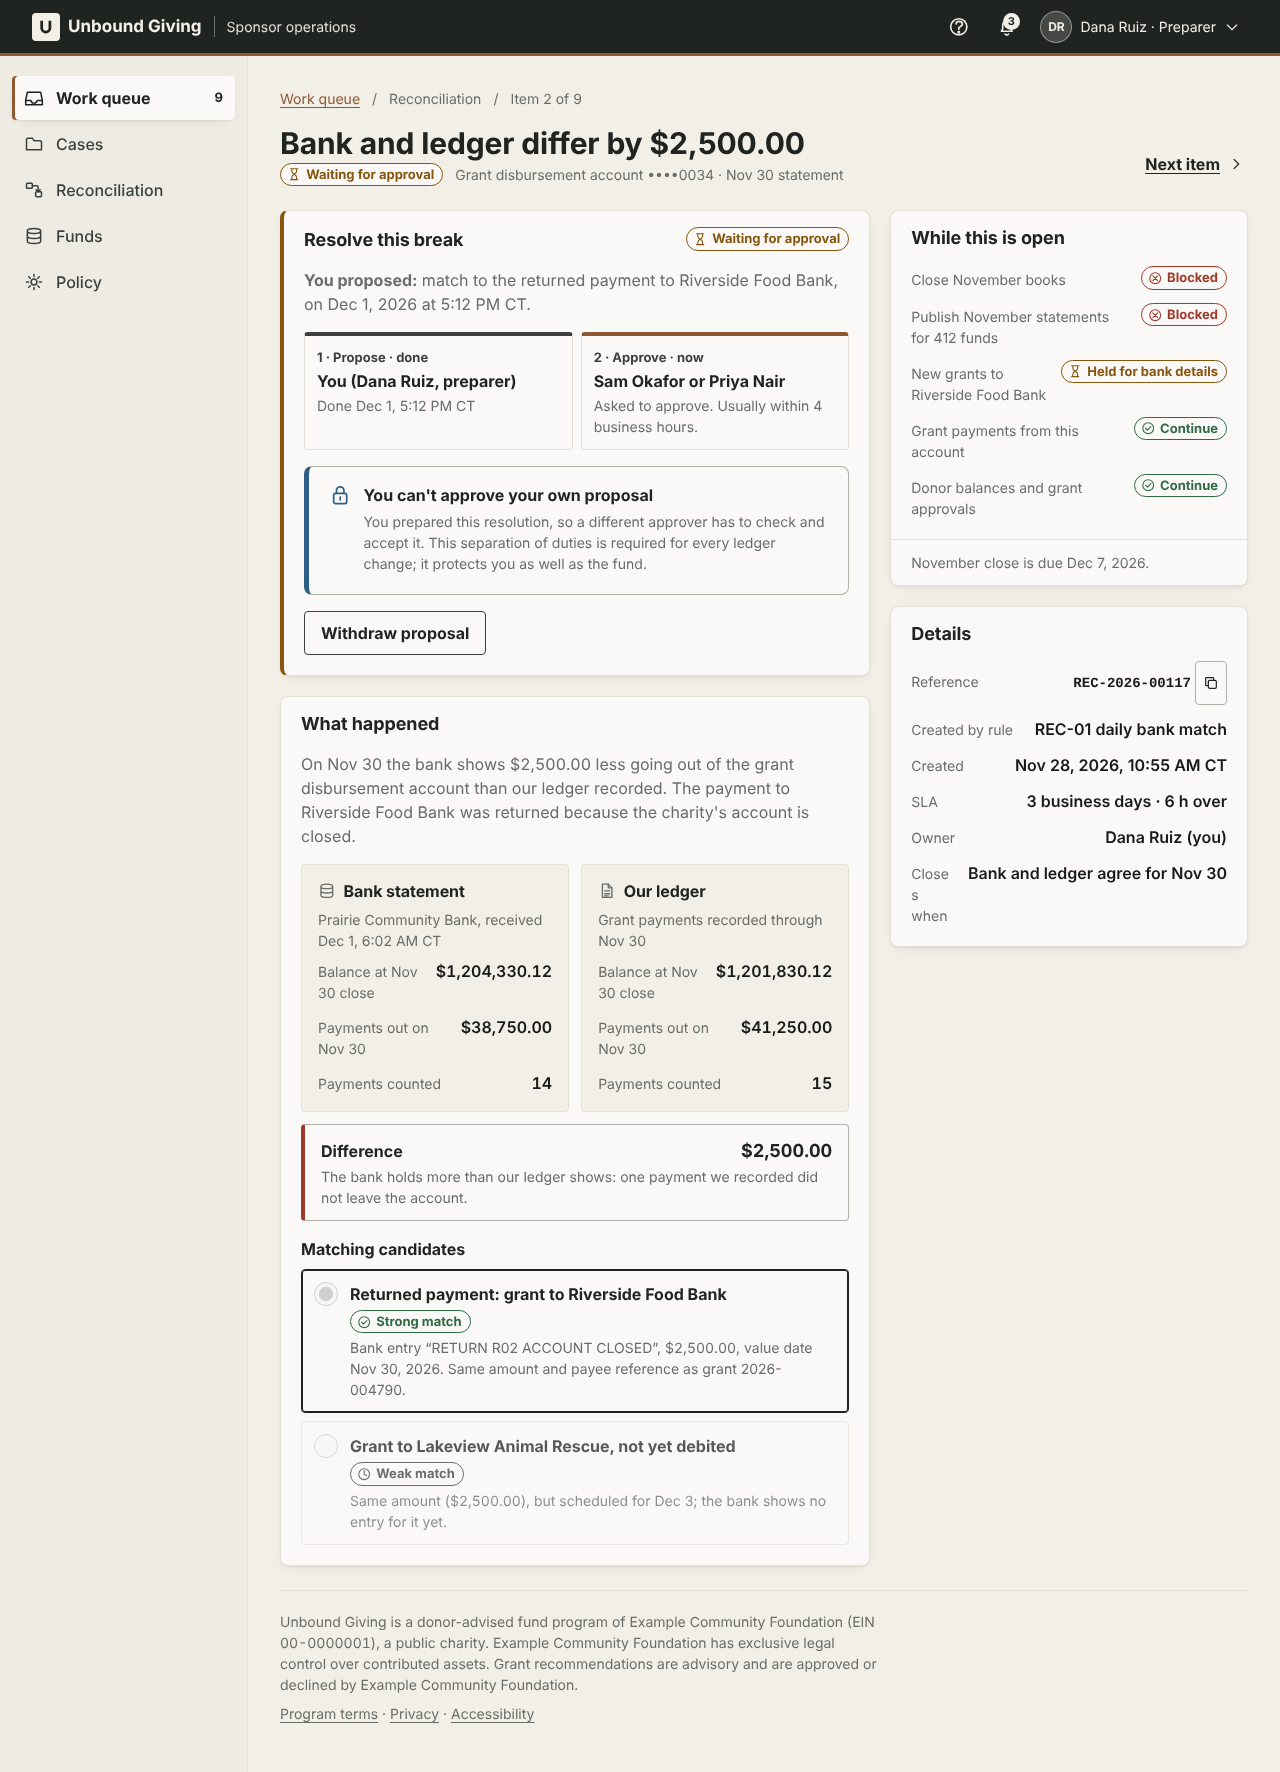 U Unbound Giving Sponsor operations
3
DR Dana Ruiz · Preparer
Work queue 9
Cases
Reconciliation
Funds
Policy
Work queue / Reconciliation / Item 2 of 9
Bank and ledger differ by $2,500.00
Waiting for approval Grant disbursement account ••••0034 · Nov 30 statement
Next item
Resolve this break
Waiting for approval
You proposed: match to the returned payment to Riverside Food Bank,
on Dec 1, 2026 at 5:12 PM CT.
1 · Propose · done
You (Dana Ruiz, preparer)
Done Dec 1, 5:12 PM CT
2 · Approve · now
Sam Okafor or Priya Nair
Asked to approve. Usually within 4
business hours.
You can't approve your own proposal
You prepared this resolution, so a different approver has to check and
accept it. This separation of duties is required for every ledger
change; it protects you as well as the fund.
Withdraw proposal
What happened
On Nov 30 the bank shows $2,500.00 less going out of the grant
disbursement account than our ledger recorded. The payment to
Riverside Food Bank was returned because the charity's account is
closed.
Bank statement
Prairie Community Bank, received
Dec 1, 6:02 AM CT
Balance at Nov $1,204,330.12
30 close
Payments out on $38,750.00
Nov 30
Payments counted 14
Our ledger
Grant payments recorded through
Nov 30
Balance at Nov $1,201,830.12
30 close
Payments out on $41,250.00
Nov 30
Payments counted 15
Difference $2,500.00
The bank holds more than our ledger shows: one payment we recorded did
not leave the account.
Matching candidates
Returned payment: grant to Riverside Food Bank
Strong match
Bank entry “RETURN R02 ACCOUNT CLOSED”, $2,500.00, value date
Nov 30, 2026. Same amount and payee reference as grant 2026-
004790.
Grant to Lakeview Animal Rescue, not yet debited
Weak match
Same amount ($2,500.00), but scheduled for Dec 3; the bank shows no
entry for it yet.
While this is open
Close November books Blocked
Publish November statements Blocked
for 412 funds
New grants to Held for bank details
Riverside Food Bank
Grant payments from this Continue
account
Donor balances and grant Continue
approvals
November close is due Dec 7, 2026.
Details
Reference REC-2026-00117
Created by rule REC-01 daily bank match
Created Nov 28, 2026, 10:55 AM CT
SLA 3 business days · 6 h over
Owner Dana Ruiz (you)
Close Bank and ledger agree for Nov 30
s
when
Unbound Giving is a donor-advised fund program of Example Community Foundation (EIN
00-0000001), a public charity. Example Community Foundation has exclusive legal
control over contributed assets. Grant recommendations are advisory and are approved or
declined by Example Community Foundation.
Program terms · Privacy · Accessibility